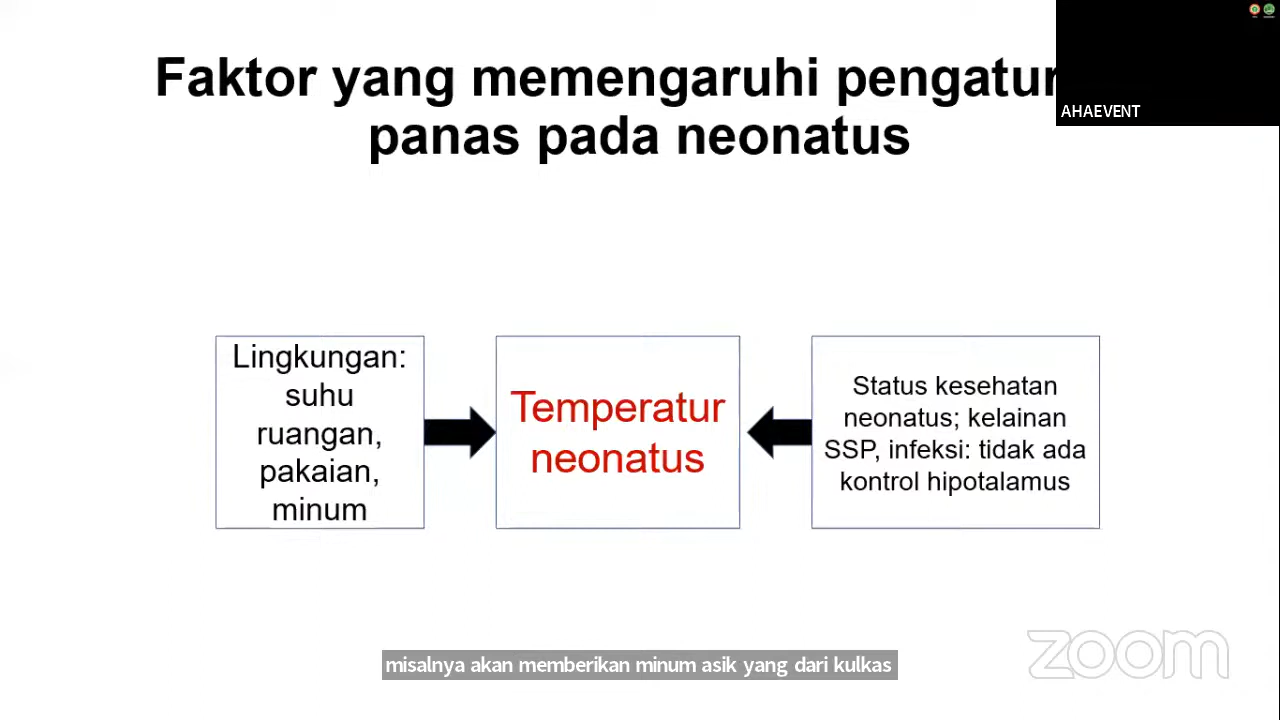 Faktor yang memengaruhi pengatur
panas pada neonatus
AHAEVENT
Lingkungan:
suhu
ruangan,
pakaian,
minum
Temperatur
neonatus
Status kesehatan
neonatus; kelainan
SSP, infeksi: tidak ada
kontrol hipotalamus
misalnya akan memberikan minum asik yang dari kulkas
zoom